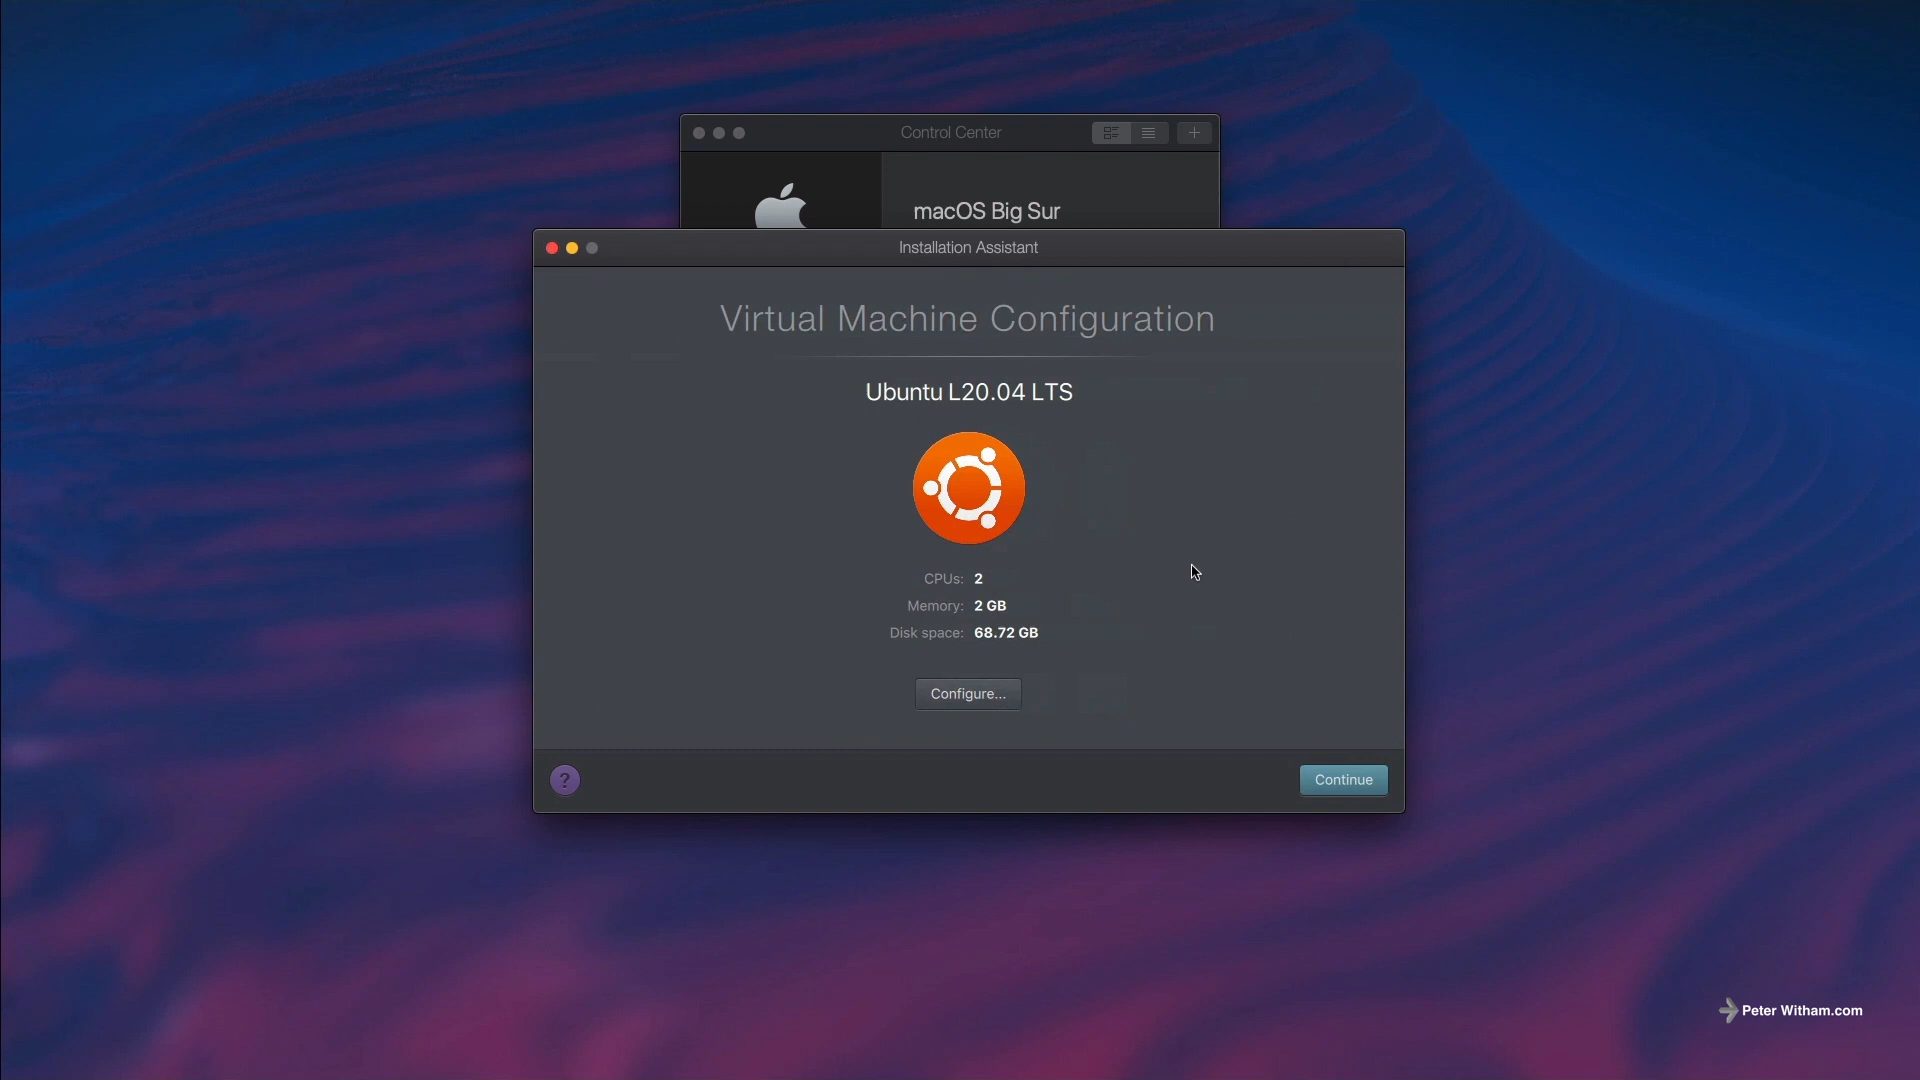 Control Center
macOS Big Sur
Installation Assistant
Virtual Machine Configuration
Ubuntu L20.04 LTS
CPUs: 2
Memory: 2 GB
Disk space: 68.72 GB
Configure...
?
Continue
Peter Witham.com